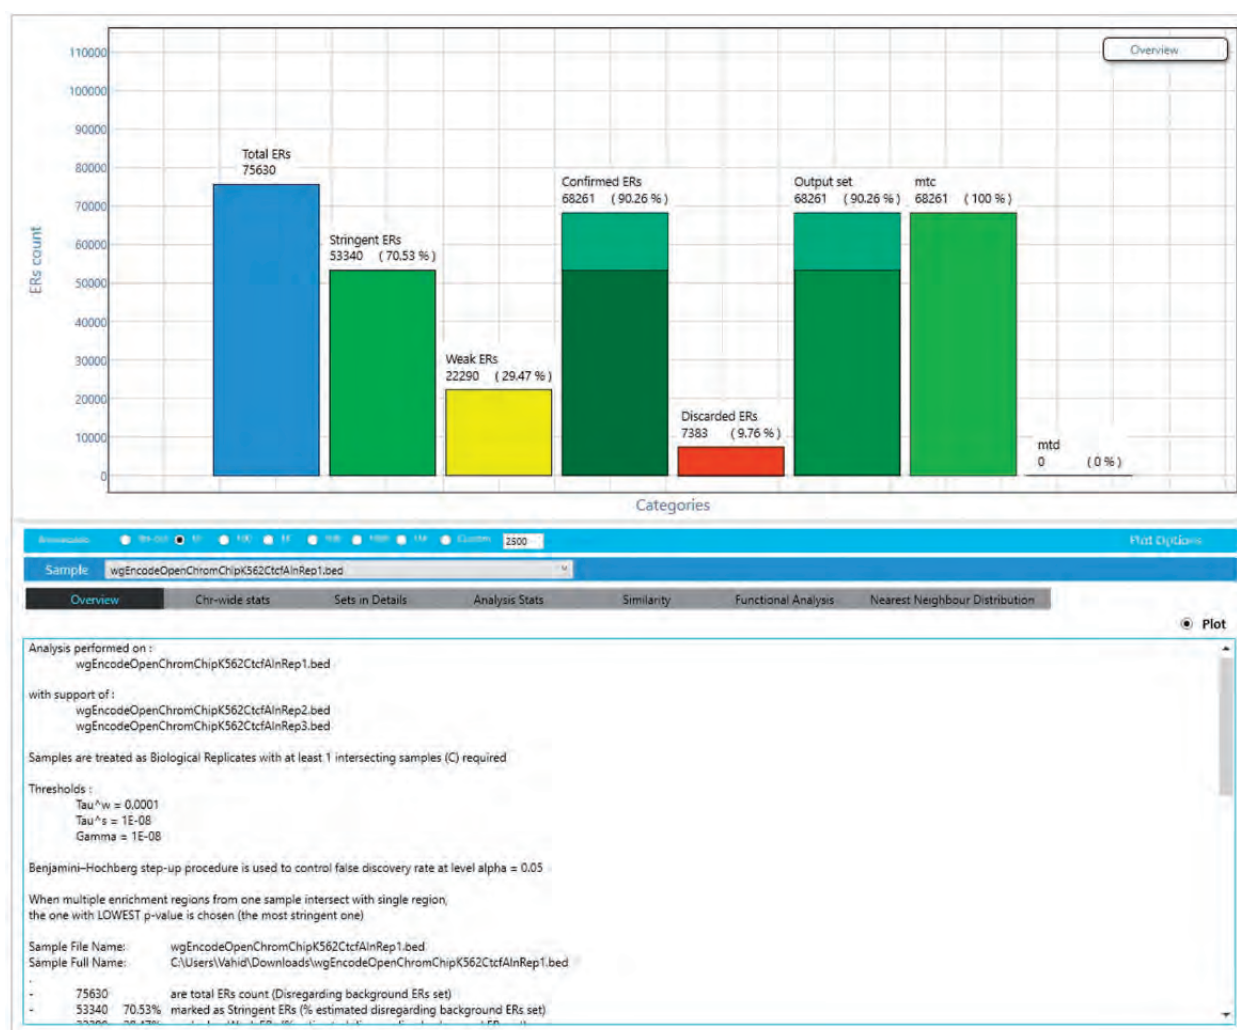 Overview
110000
100000
90000
80000
70000
60000
50000
40000
30000
20000
10000
0
ERs count
Total ERs
75630
Stringent ERs
53340 ( 70.53 % )
Weak ERs
22290 ( 29.47 % )
Confirmed ERs
68261 ( 90.26 % )
Discarded ERs
7383 ( 9.76 % )
Output set
68261 ( 90.26 % )
mtc
68261 ( 100 % )
mtd
0 ( 0 % )
Categories
2500 Plot Options
Sample wgEncodeOpenChromChipK562CtcfAlnRep1.bed
Overview Chr-wide stats Sets in Details Analysis Stats Similarity Functional Analysis Nearest Neighbour Distribution
Plot
Analysis performed on :
wgEncodeOpenChromChipK562CtcfAlnRep1.bed
with support of :
wgEncodeOpenChromChipK562CtcfAlnRep2.bed
wgEncodeOpenChromChipK562CtcfAlnRep3.bed
Samples are treated as Biological Replicates with at least 1 intersecting samples (C) required
Thresholds :
Tau^w = 0.0001
Tau^s = 1E-08
Gamma = 1E-08
Benjamini–Hochberg step-up procedure is used to control false discovery rate at level alpha = 0.05
When multiple enrichment regions from one sample intersect with single region,
the one with LOWEST p-value is chosen (the most stringent one)
Sample File Name: wgEncodeOpenChromChipK562CtcfAlnRep1.bed
Sample Full Name: C:\Users\Vahid\Downloads\wgEncodeOpenChromChipK562CtcfAlnRep1.bed
.
- 75630 are total ERs count (Disregarding background ERs set)
- 53340 70.53% marked as Stringent ERs (% estimated disregarding background ERs set)